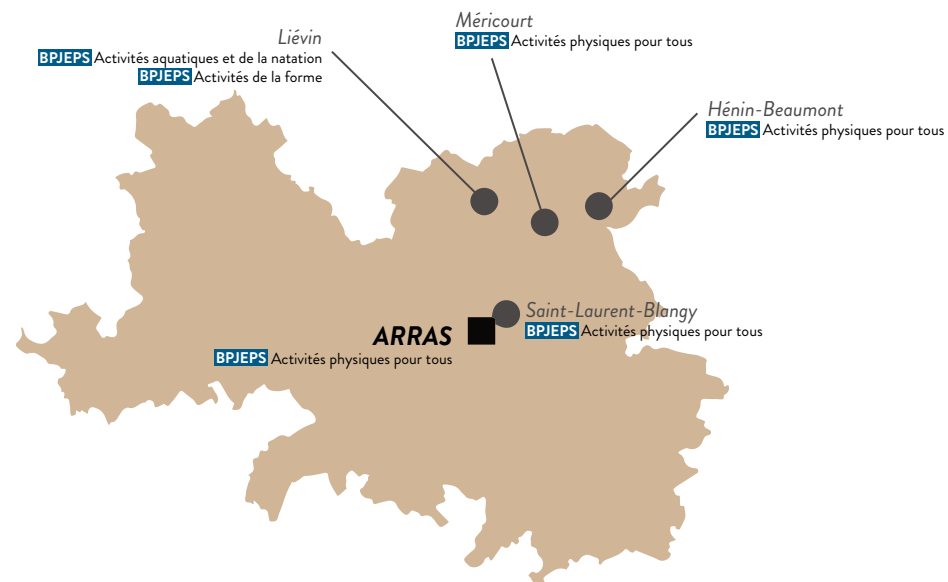 Liévin
BPJEPS Activités aquatiques et de la natation
BPJEPS Activités de la forme
Méricourt
BPJEPS Activités physiques pour tous
Hénin-Beaumont
BPJEPS Activités physiques pour tous
Saint-Laurent-Blangy
BPJEPS Activités physiques pour tous
ARRAS
BPJEPS Activités physiques pour tous